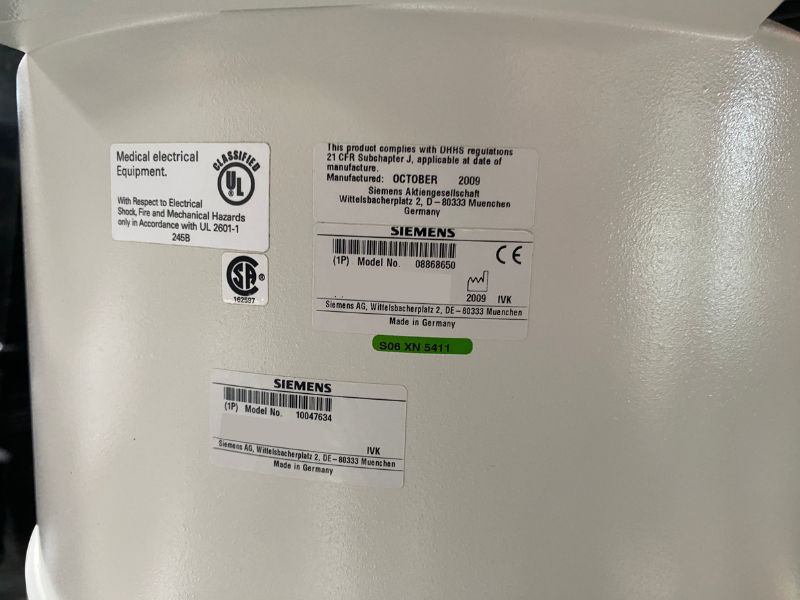 Medical electrical
Equipment.
CLASSIFIED
UL
With Respect to Electrical
Shock, Fire and Mechanical Hazards
only in Accordance with UL 2601-1
245B
SA ®
162597
This product complies with DHHS regulations
21 CFR Subchapter J, applicable at date of
manufacture.
Manufactured: OCTOBER 2009
Siemens Aktiengesellschaft
Wittelsbacherplatz 2, D-80333 Muenchen
Germany
SIEMENS
(1P) Model No. 08868650
CE
2009 IVK
Siemens AG, Wittelsbacherplatz 2, DE-80333 Muenchen
Made in Germany
S06 XN 5411
SIEMENS
(1P) Model No. 10047634
IVK
Siemens AG, Wittelsbacherplatz 2, DE-80333 Muenchen
Made in Germany